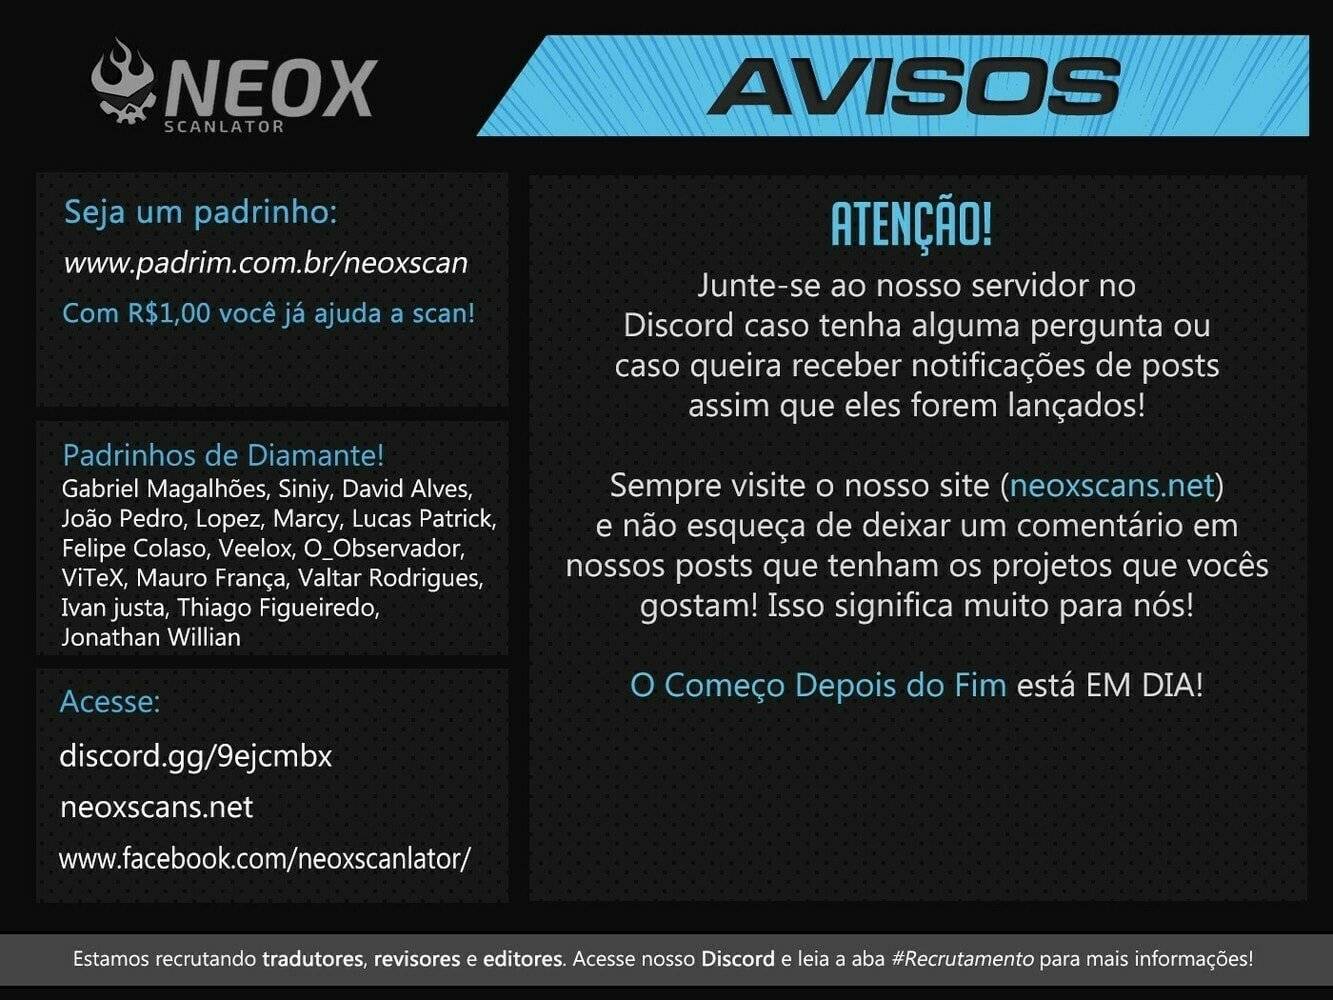 NEOX
SCANLATOR
AVISOS
Seja um padrinho:
www.padrim.com.br/neoxscan
Com R$1,00 você já ajuda a scan!
Padrinhos de Diamante!
Gabriel Magalhões, Siniy, David Alves,
João Pedro, Lopez, Marcy, Lucas Patrick,
Felipe Colaso, Veelox, O_Observador,
ViTeX, Mauro França, Valtar Rodrigues,
Ivan justa, Thiago Figueiredo,
Jonathan Willian
Acesse:
discord.gg/9ejcmbx
neoxscans.net
www.facebook.com/neoxscanlator/
ATENÇÃO!
Junte-se ao nosso servidor no
Discord caso tenha alguma pergunta ou
caso queira receber notificações de posts
assim que eles forem lançados!
Sempre visite o nosso site (neoxscans.net)
e não esqueça de deixar um comentário em
nossos posts que tenham os projetos que vocês
gostam! Isso significa muito para nós!
O Começo Depois do Fim está EM DIA!
Estamos recrutando tradutores, revisores e editores. Acesse nosso Discord e leia a aba #Recrutamento para mais informações!